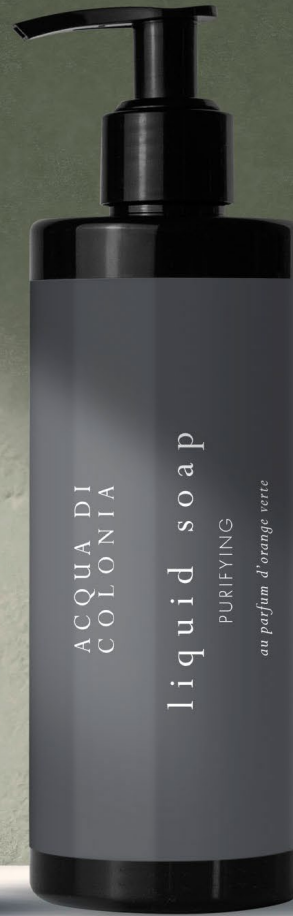 ACQUA DI
COLONIA
liquid soap
PURIFYING
au parfum d'orange verte